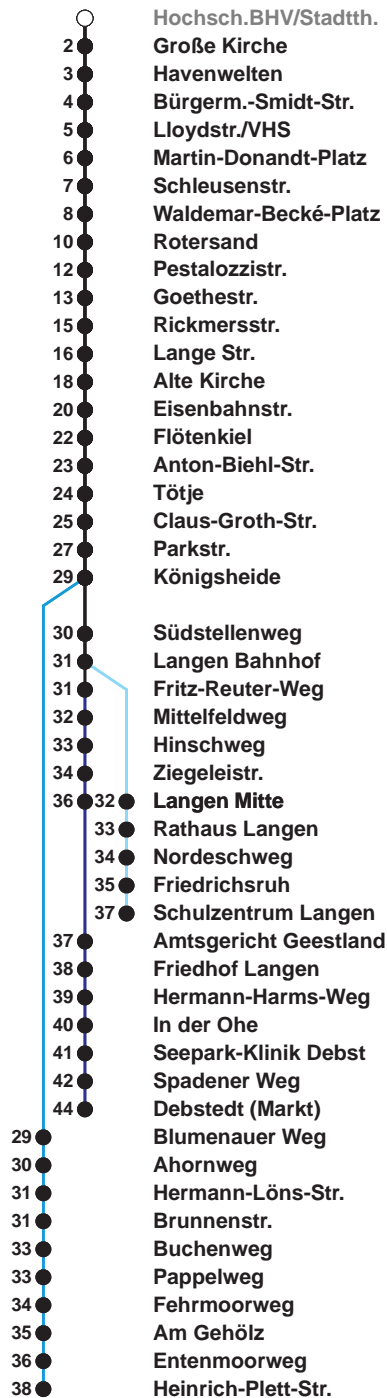 Hochsch.BHV/Stadtth.
2 Große Kirche
3 Havenwelten
4 Bürgerm.-Smidt-Str.
5 Lloydstr./VHS
6 Martin-Donandt-Platz
7 Schleusenstr.
8 Waldemar-Becké-Platz
10 Rotersand
12 Pestalozzistr.
13 Goethestr.
15 Rickmersstr.
16 Lange Str.
18 Alte Kirche
20 Eisenbahnstr.
22 Flötenkiel
23 Anton-Biehl-Str.
24 Tötje
25 Claus-Groth-Str.
27 Parkstr.
29 Königsheide
30 Südstellenweg
31 Langen Bahnhof
31 Fritz-Reuter-Weg
32 Mittelfeldweg
33 Hinschweg
34 Ziegeleistr.
36 32 Langen Mitte
33 Rathaus Langen
34 Nordeschweg
35 Friedrichsruh
37 Schulzentrum Langen
37 Amtsgericht Geestland
38 Friedhof Langen
39 Hermann-Harms-Weg
40 In der Ohe
41 Seepark-Klinik Debst
42 Spadener Weg
44 Debstedt (Markt)
29 Blumenauer Weg
30 Ahornweg
31 Hermann-Löns-Str.
31 Brunnenstr.
33 Buchenweg
33 Pappelweg
34 Fehrmoorweg
35 Am Gehölz
36 Entenmoorweg
38 Heinrich-Plett-Str.